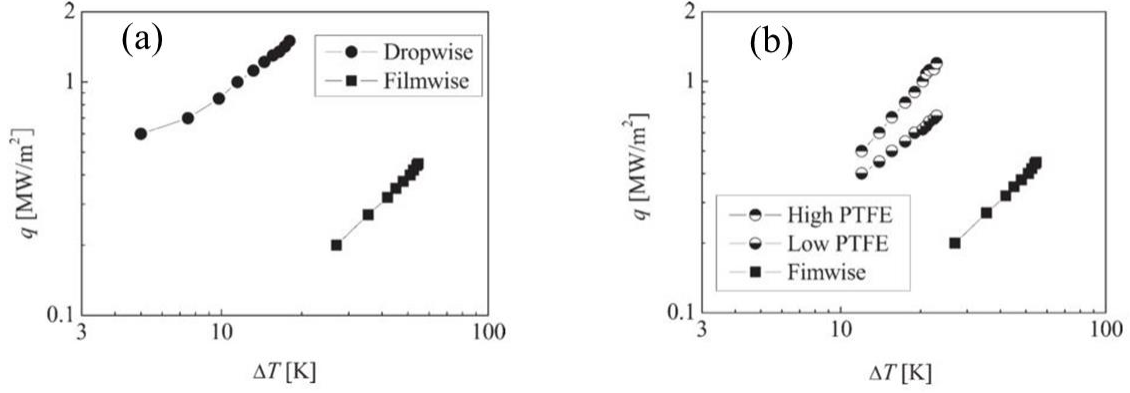 (a)
2
1
0.1
q [MW/m²]
Dropwise
Filmwise
3 10 100
ΔT [K]
(b)
2
1
0.1
q [MW/m²]
High PTFE
Low PTFE
Fimwise
3 10 100
ΔT [K]